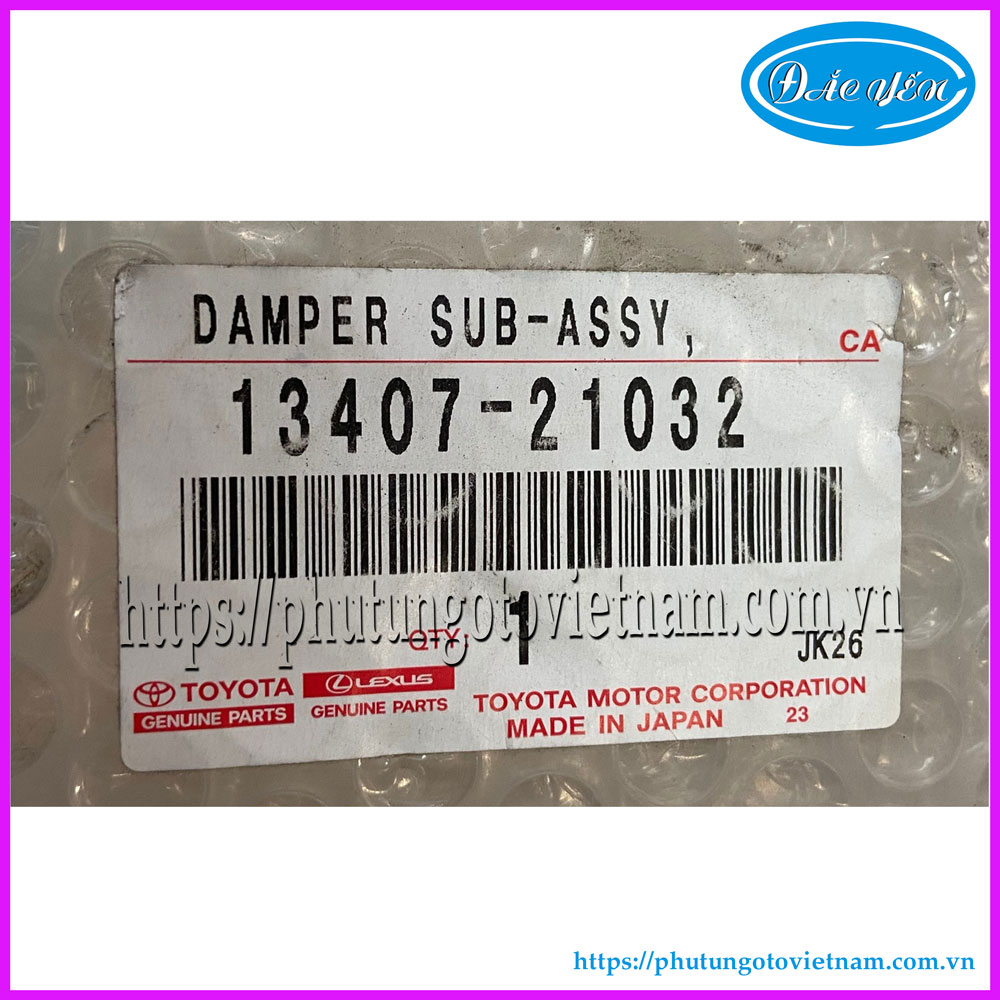 ĐẮC YẾN
DAMPER SUB-ASSY,
CA
13407-21032
https://phutungotovietnam.com.vn
QTY. 1
JK26
TOYOTA
GENUINE PARTS
LEXUS
GENUINE PARTS
TOYOTA MOTOR CORPORATION
MADE IN JAPAN 23
https://phutungotovietnam.com.vn